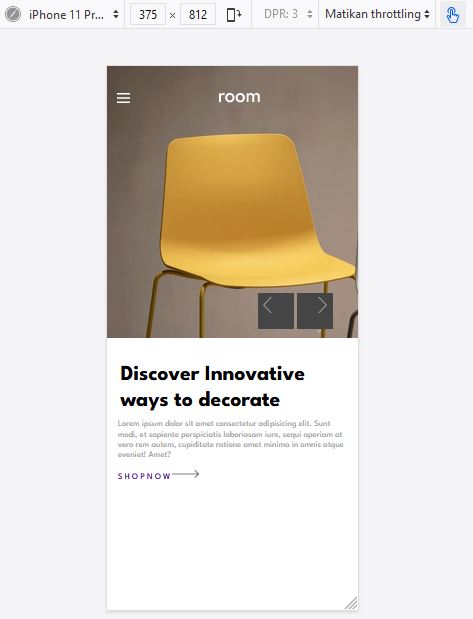 iPhone 11 Pr...
375 × 812
DPR: 3
Matikan throttling
room
Discover Innovative
ways to decorate
Lorem ipsum dolor sit amet consectetur adipisicing elit. Sunt
modi, et sapiente perspiciatis laboriosam iure, sequi aperiam at
vero rem autem, cupiditate ratione amet minima in omnis atque
eveniet! Amet?
SHOPNOW